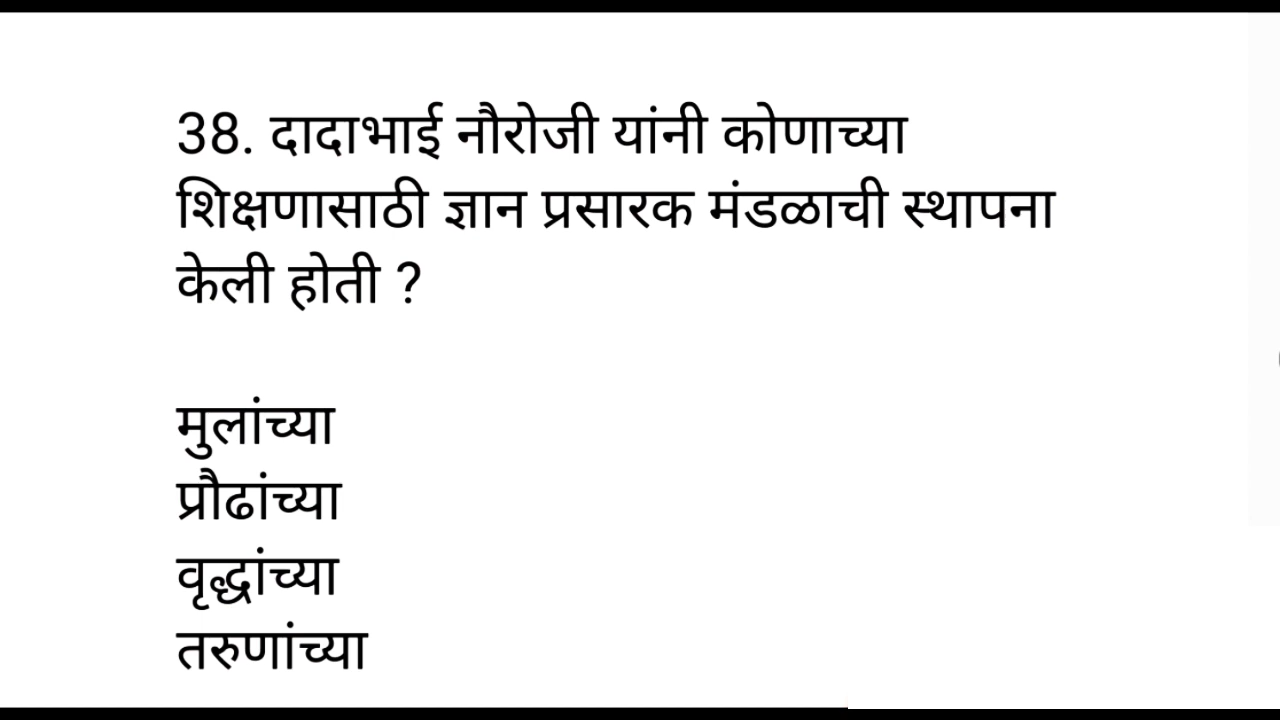 38. दादाभाई नौरोजी यांनी कोणाच्या
शिक्षणासाठी ज्ञान प्रसारक मंडळाची स्थापना
केली होती ?
मुलांच्या
प्रौढांच्या
वृद्धांच्या
तरुणांच्या